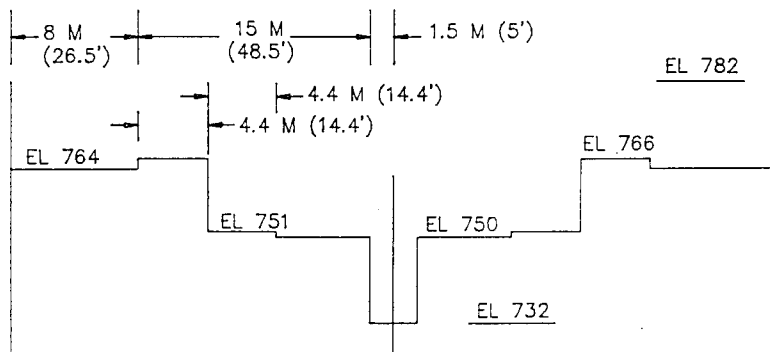 8 M
(26.5')
15 M
(48.5')
1.5 M (5')
EL 782
4.4 M (14.4')
4.4 M (14.4')
EL 764
EL 766
EL 751
EL 750
EL 732